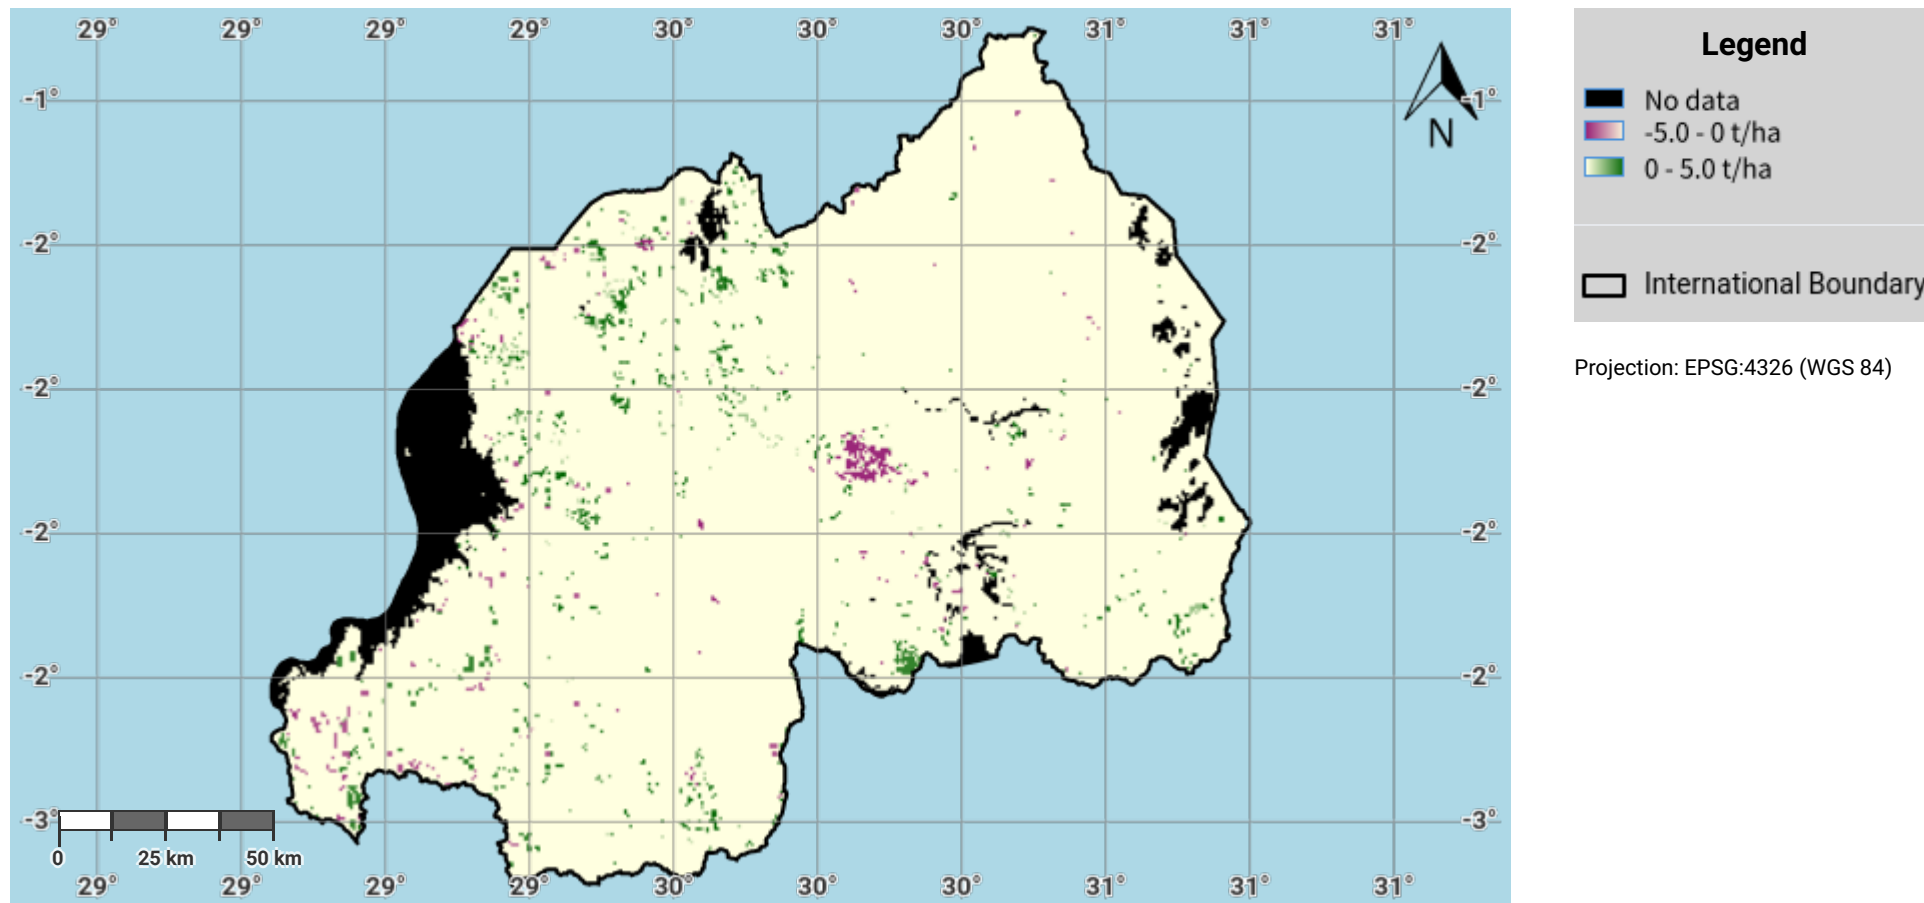 29° 29° 29° 29° 30° 30° 30° 31° 31° 31°
-1° -1°
N
-2° -2°
-2° -2°
-2° -2°
-2° -2°
-3° -3°
0 25 km 50 km
29° 29° 29° 29° 30° 30° 30° 31° 31° 31°
Legend
No data
-5.0 - 0 t/ha
0 - 5.0 t/ha
International Boundary
Projection: EPSG:4326 (WGS 84)